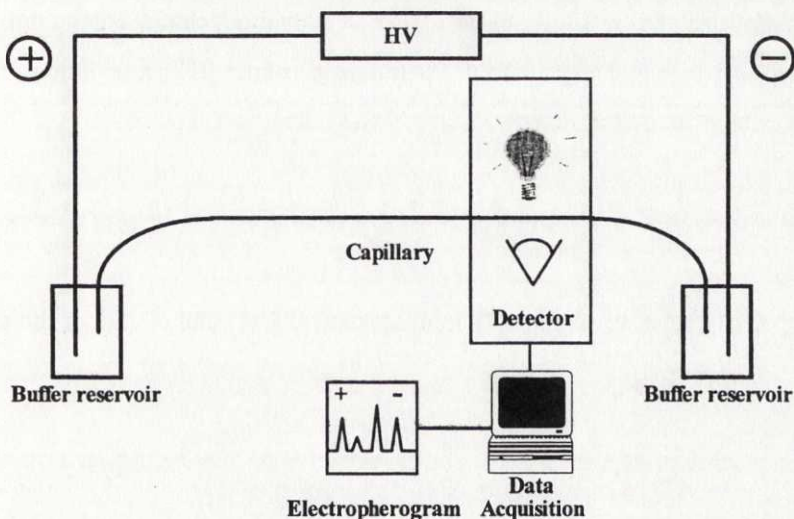 HV
+
−
Capillary
Detector
Buffer reservoir
Buffer reservoir
+ -
Electropherogram
Data
Acquisition